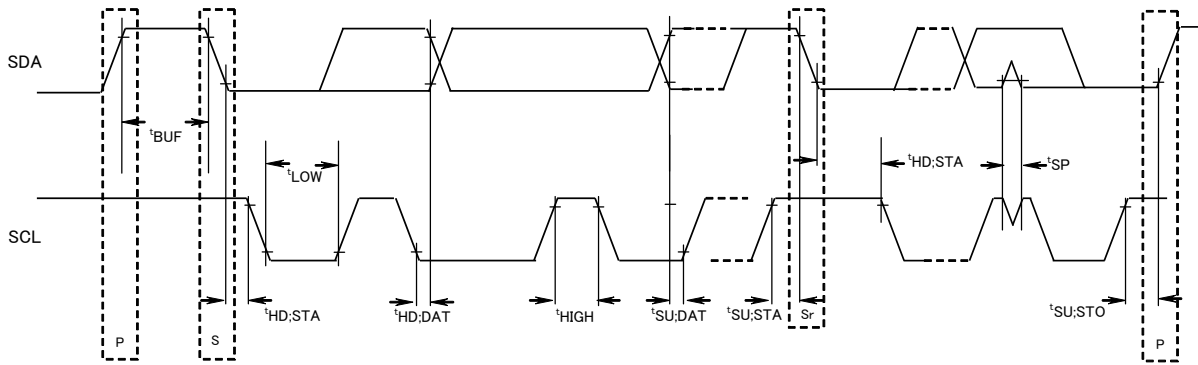 SDA
tBUF
tLOW
tHD;STA
tSP
SCL
tHD;STA
tHD;DAT
tHIGH
tSU;DAT
tSU;STA
Sr
tSU;STO
P
S
P